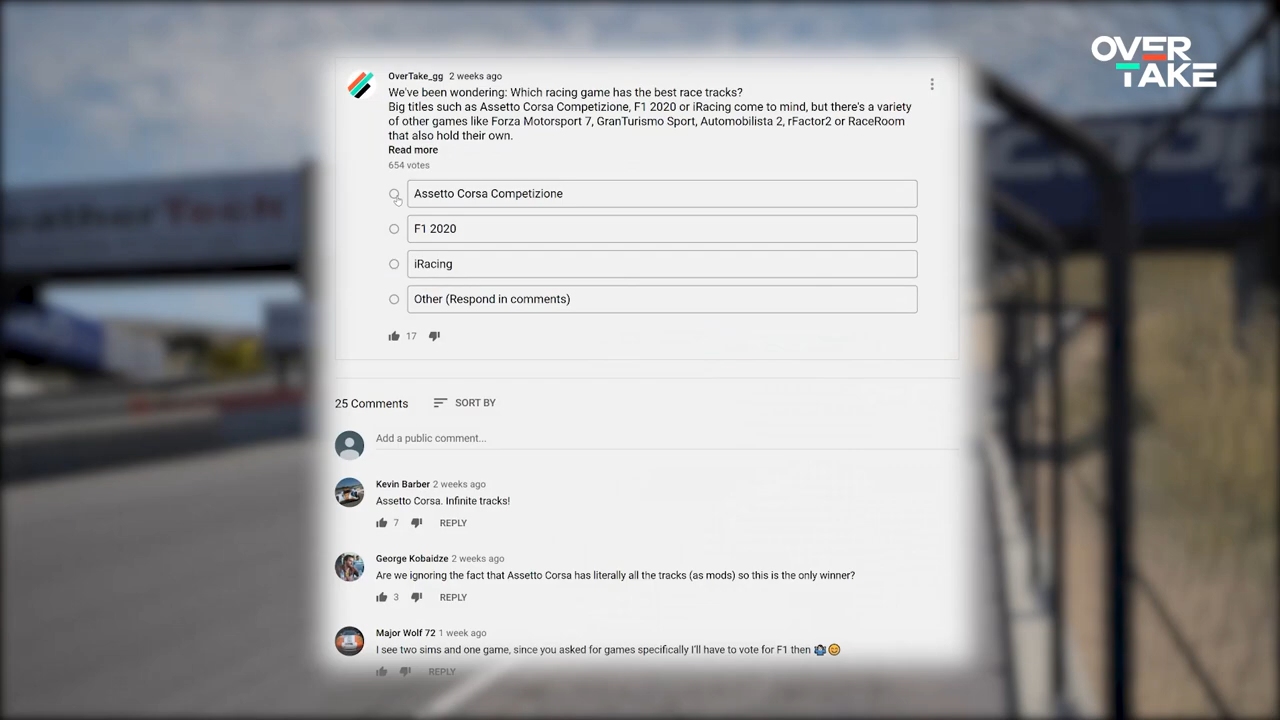 OVER
TAKE
OverTake_gg 2 weeks ago
We've been wondering: Which racing game has the best race tracks?
Big titles such as Assetto Corsa Competizione, F1 2020 or iRacing come to mind, but there's a variety
of other games like Forza Motorsport 7, GranTurismo Sport, Automobilista 2, rFactor2 or RaceRoom
that also hold their own.
Read more
654 votes
Assetto Corsa Competizione
F1 2020
iRacing
Other (Respond in comments)
17
25 Comments SORT BY
Add a public comment...
Kevin Barber 2 weeks ago
Assetto Corsa. Infinite tracks!
7 REPLY
George Kobaidze 2 weeks ago
Are we ignoring the fact that Assetto Corsa has literally all the tracks (as mods) so this is the only winner?
3 REPLY
Major Wolf 72 1 week ago
I see two sims and one game, since you asked for games specifically I'll have to vote for F1 then
REPLY